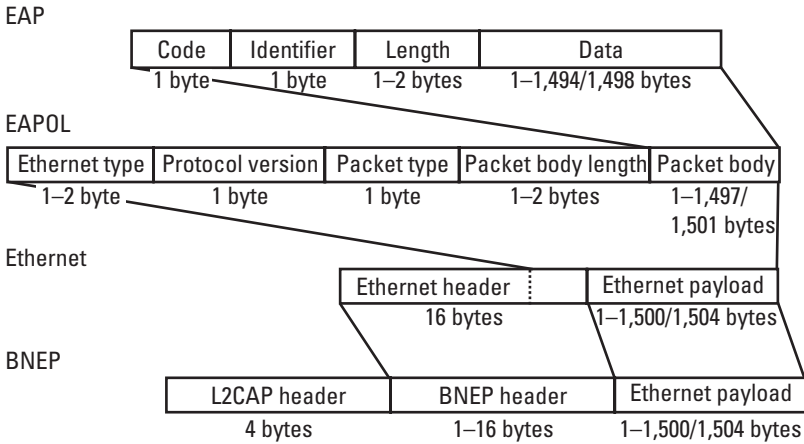 EAP
Code Identifier Length Data
1 byte 1 byte 1–2 bytes 1–1,494/1,498 bytes
EAPOL
Ethernet type Protocol version Packet type Packet body length Packet body
1–2 byte 1 byte 1 byte 1–2 bytes 1–1,497/
1,501 bytes
Ethernet
Ethernet header Ethernet payload
16 bytes 1–1,500/1,504 bytes
BNEP
L2CAP header BNEP header Ethernet payload
4 bytes 1–16 bytes 1–1,500/1,504 bytes